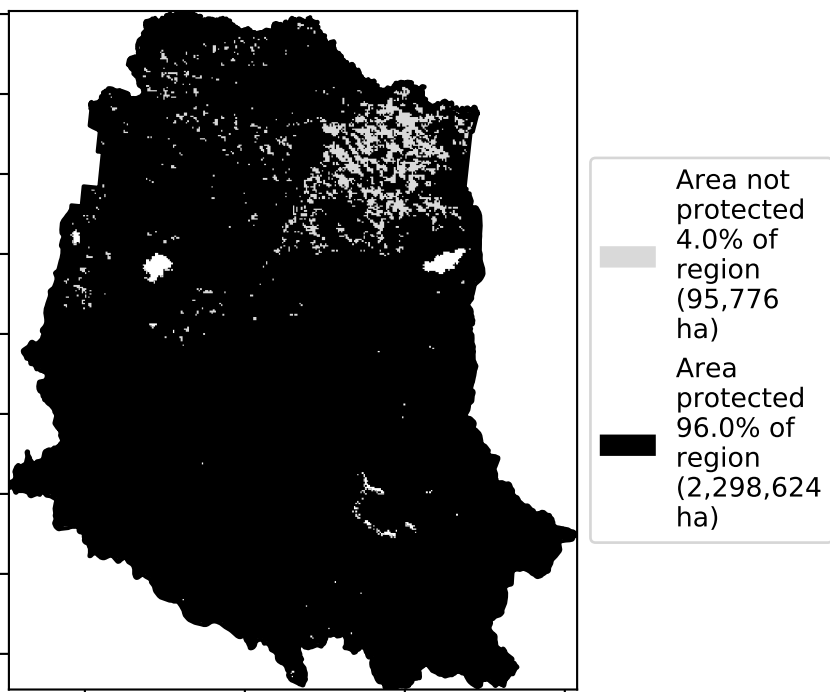 Area not
protected
4.0% of
region
(95,776
ha)
Area
protected
96.0% of
region
(2,298,624
ha)